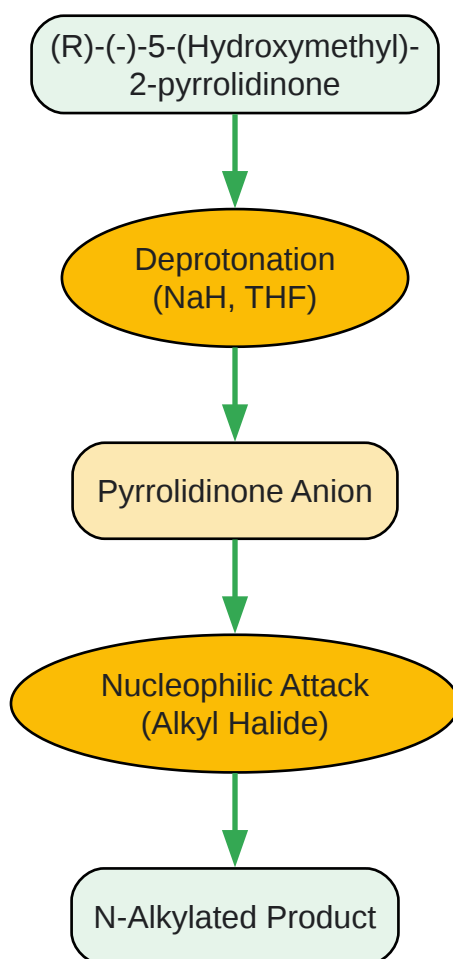 (R)-(-)-5-(Hydroxymethyl)-
2-pyrrolidinone
Deprotonation
(NaH, THF)
Pyrrolidinone Anion
Nucleophilic Attack
(Alkyl Halide)
N-Alkylated Product